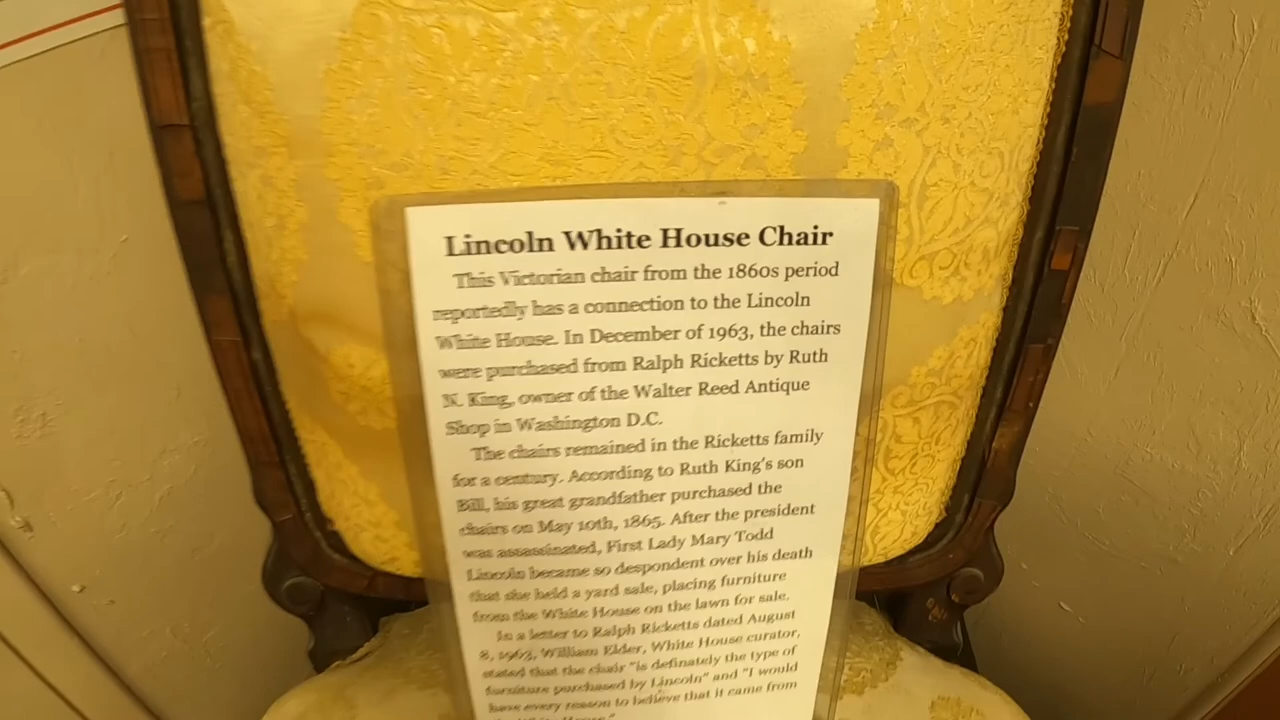 Lincoln White House Chair
This Victorian chair from the 1860s period
reportedly has a connection to the Lincoln
White House. In December of 1963, the chairs
were purchased from Ralph Ricketts by Ruth
N. King, owner of the Walter Reed Antique
Shop in Washington D.C.
The chairs remained in the Ricketts family
for a century. According to Ruth King's son
Bill, his great grandfather purchased the
chairs on May 10th, 1865. After the president
was assassinated, First Lady Mary Todd
Lincoln became so despondent over his death
that she held a yard sale, placing furniture
from the White House on the lawn for sale.
In a letter to Ralph Ricketts dated August
8, 1963, William Elder, White House curator,
stated that the chair "is definately the type of
furniture purchased by Lincoln" and "I would
have every reason to believe that it came from